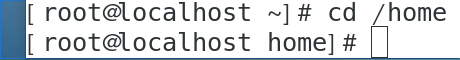 [ root@localhost ~] # cd /home
[ root@localhost home] #